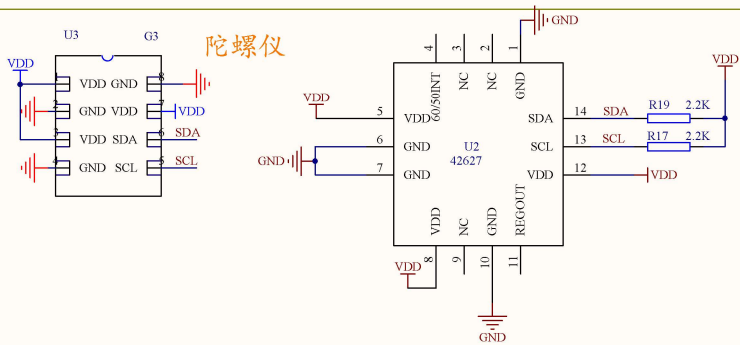 U3
G3
陀螺仪
VDD
1
VDD
GND
8
2
GND
VDD
7
VDD
3
VDD
SDA
6
SDA
4
GND
SCL
5
SCL
4
3
2
1
GND
60/50INT
NC
NC
GND
VDD
5
VDD
GND
6
GND
7
GND
U2
42627
SDA
14
SDA
R19
2.2K
VDD
SCL
13
SCL
R17
2.2K
VDD
12
VDD
VDD
NC
GND
REGOUT
VDD
8
9
10
11
GND